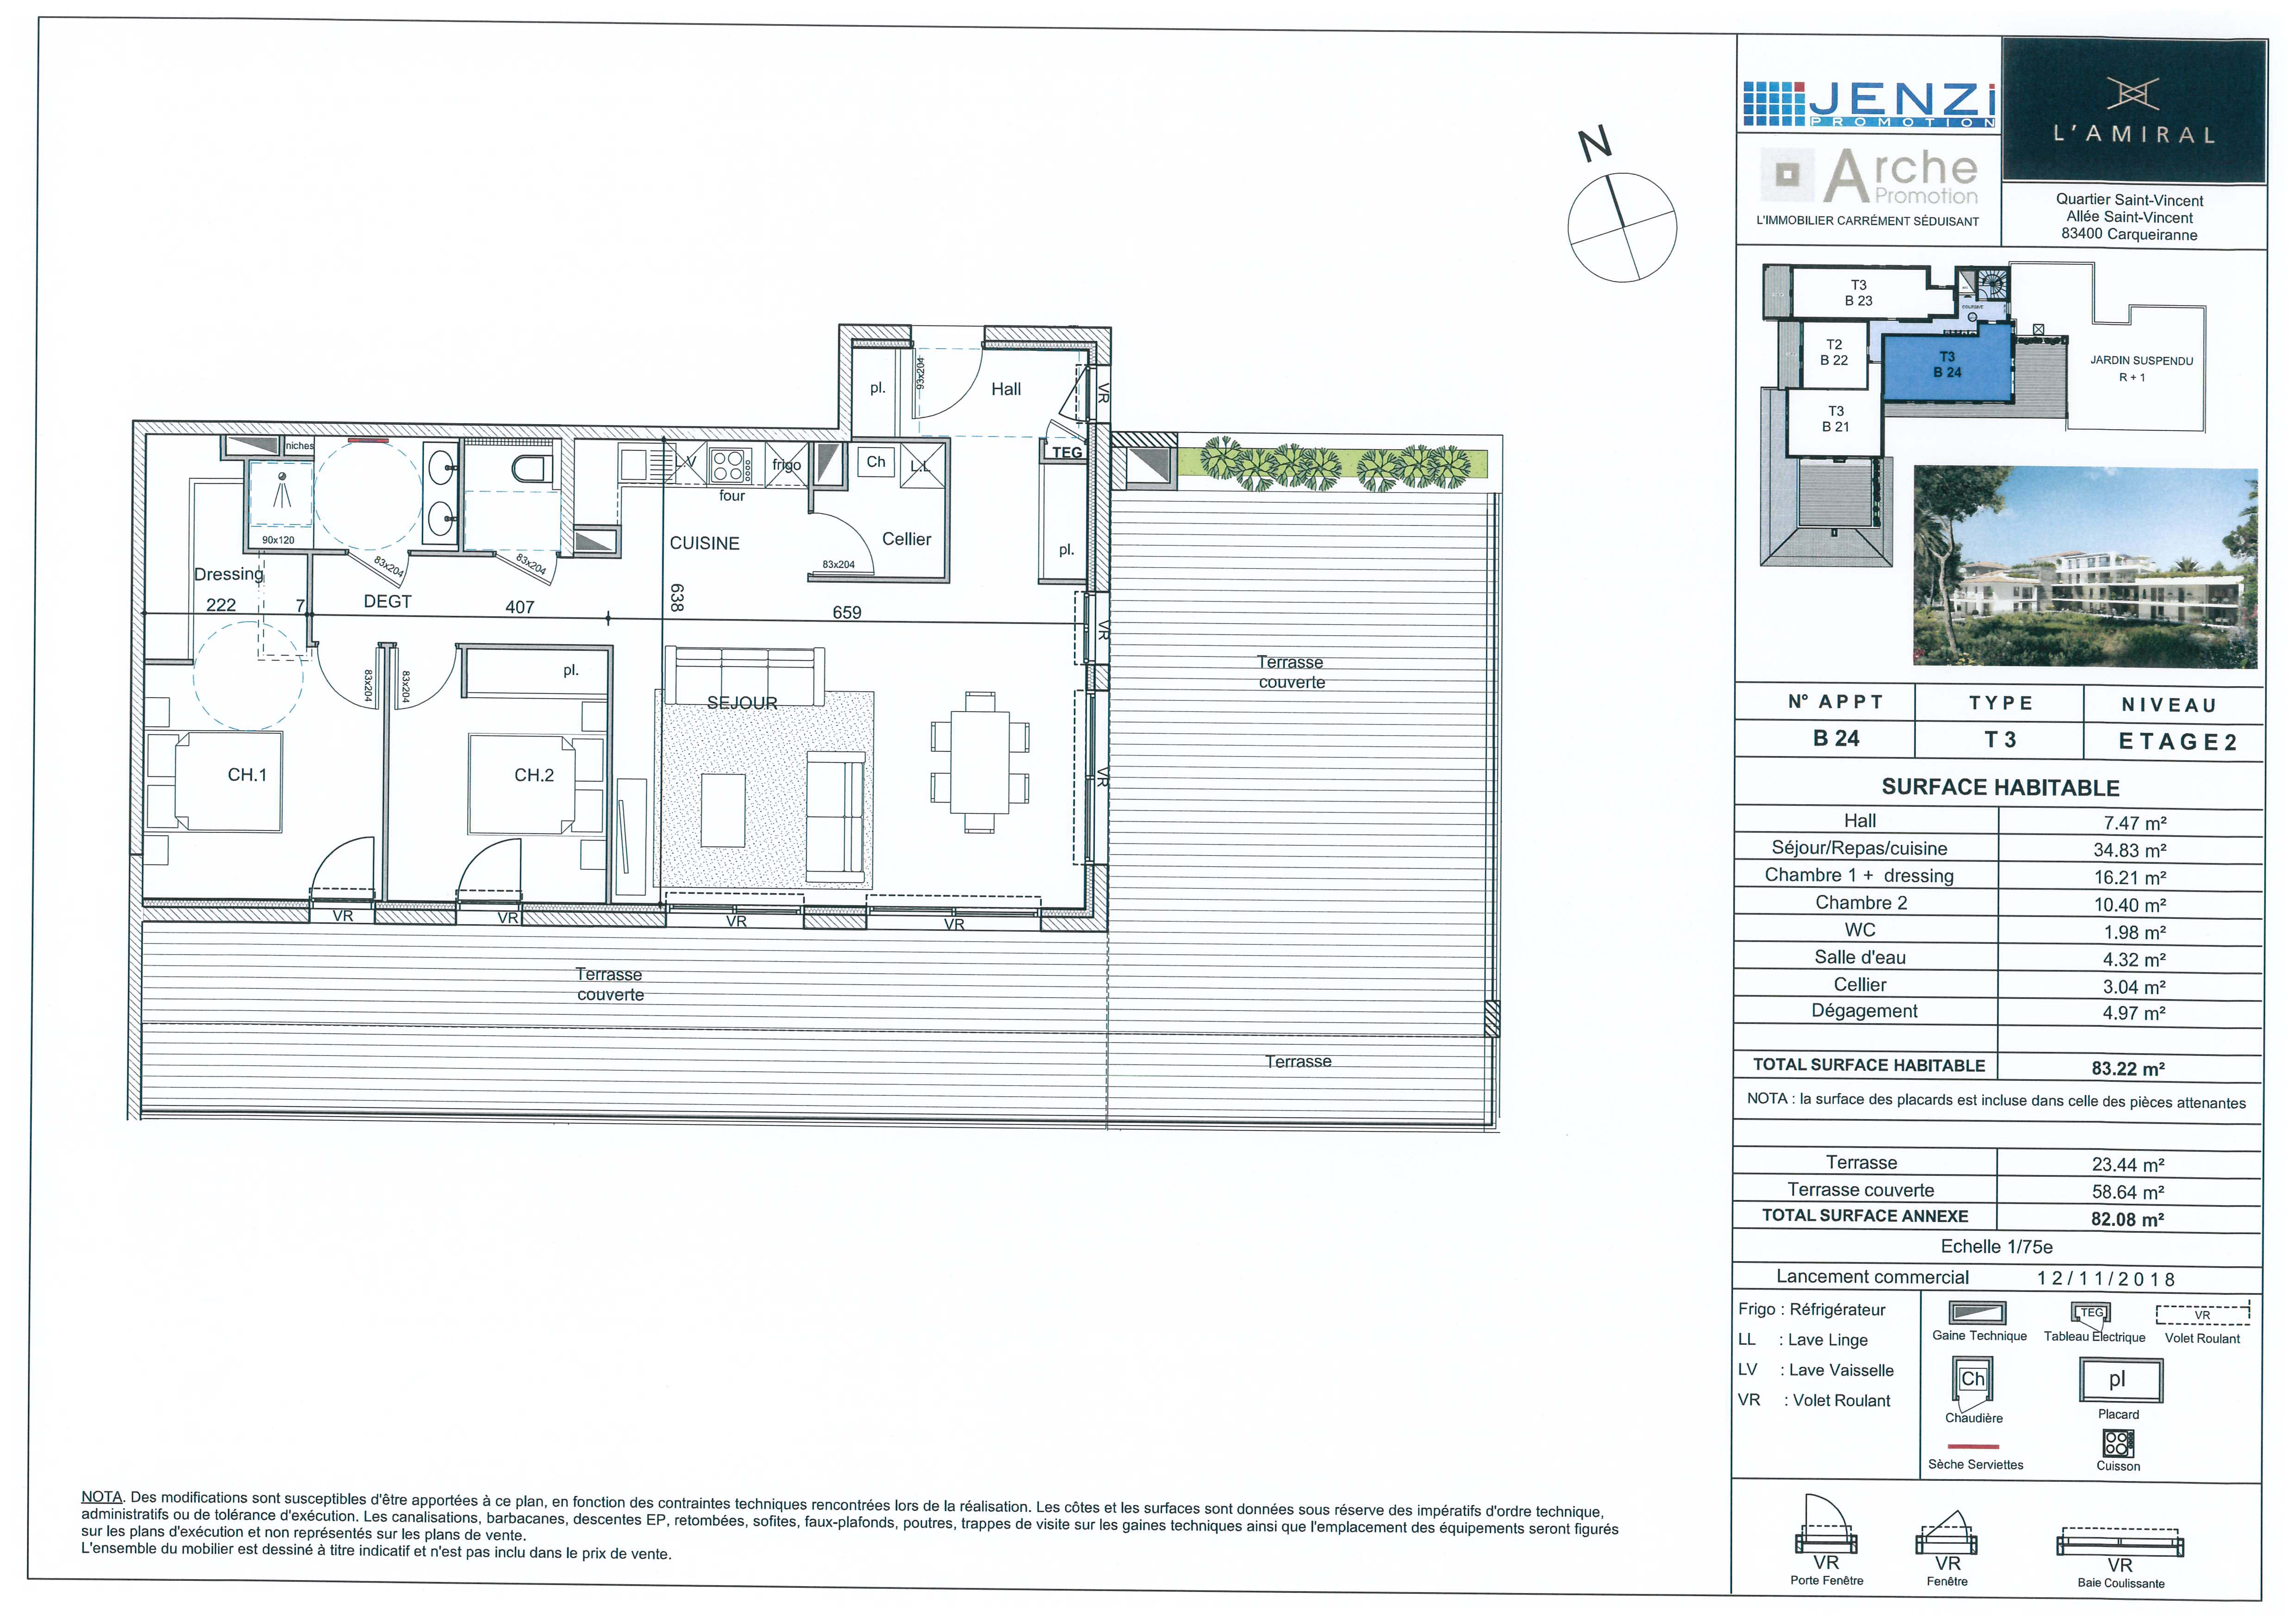 JENZi
PROMOTION
Arche
Promotion
L'IMMOBILIER CARRÉMENT SÉDUISANT
L'AMIRAL
Quartier Saint-Vincent
Allée Saint-Vincent
83400 Carqueiranne
T3
B 23
T2
B 22
T3
B 24
T3
B 21
JARDIN SUSPENDU
R + 1
N
pl.
93x204
Hall
VR
niches
L.V
frigo
four
Ch
L.L
TEG
90x120
83x204
83x204
CUISINE
Cellier
83x204
pl.
Dressing
DEGT
222
7
407
638
659
VR
83x204
83x204
pl.
SEJOUR
Terrasse
couverte
CH.1
CH.2
VR
VR
VR
VR
VR
Terrasse
couverte
Terrasse
N° APPT TYPE NIVEAU
B 24 T 3 ETAGE2
SURFACE HABITABLE
Hall 7.47 m²
Séjour/Repas/cuisine 34.83 m²
Chambre 1 + dressing 16.21 m²
Chambre 2 10.40 m²
WC 1.98 m²
Salle d'eau 4.32 m²
Cellier 3.04 m²
Dégagement 4.97 m²
TOTAL SURFACE HABITABLE 83.22 m²
NOTA : la surface des placards est incluse dans celle des pièces attenantes
Terrasse 23.44 m²
Terrasse couverte 58.64 m²
TOTAL SURFACE ANNEXE 82.08 m²
Echelle 1/75e
Lancement commercial 12/11/2018
Frigo : Réfrigérateur
LL : Lave Linge
LV : Lave Vaisselle
VR : Volet Roulant
Gaine Technique
TEG
Tableau Electrique
VR
Volet Roulant
Ch
Chaudière
pl
Placard
Sèche Serviettes
Cuisson
VR
Porte Fenêtre
VR
Fenêtre
VR
Baie Coulissante
NOTA. Des modifications sont susceptibles d'être apportées à ce plan, en fonction des contraintes techniques rencontrées lors de la réalisation. Les côtes et les surfaces sont données sous réserve des impératifs d'ordre technique,
administratifs ou de tolérance d'exécution. Les canalisations, barbacanes, descentes EP, retombées, sofites, faux-plafonds, poutres, trappes de visite sur les gaines techniques ainsi que l'emplacement des équipements seront figurés
sur les plans d'exécution et non représentés sur les plans de vente.
L'ensemble du mobilier est dessiné à titre indicatif et n'est pas inclu dans le prix de vente.